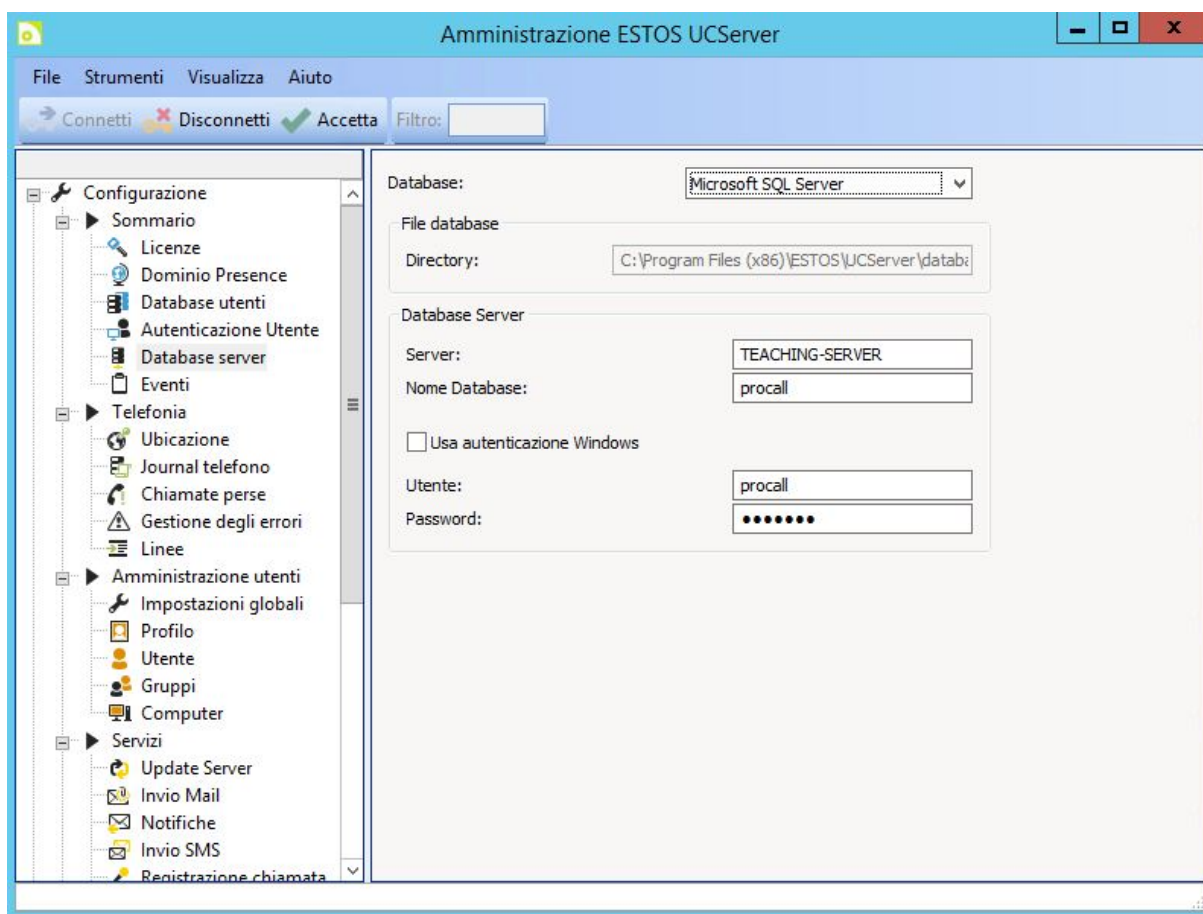 Amministrazione ESTOS UCServer
File Strumenti Visualizza Aiuto
Connetti Disconnetti Accetta Filtro:
Configurazione
Sommario
Licenze
Dominio Presence
Database utenti
Autenticazione Utente
Database server
Eventi
Telefonia
Ubicazione
Journal telefono
Chiamate perse
Gestione degli errori
Linee
Amministrazione utenti
Impostazioni globali
Profilo
Utente
Gruppi
Computer
Servizi
Update Server
Invio Mail
Notifiche
Invio SMS
Registrazione chiamata
Database: Microsoft SQL Server
File database
Directory: C:\Program Files (x86)\ESTOS\UCServer\databa
Database Server
Server: TEACHING-SERVER
Nome Database: procall
Usa autenticazione Windows
Utente: procall
Password: •••••••